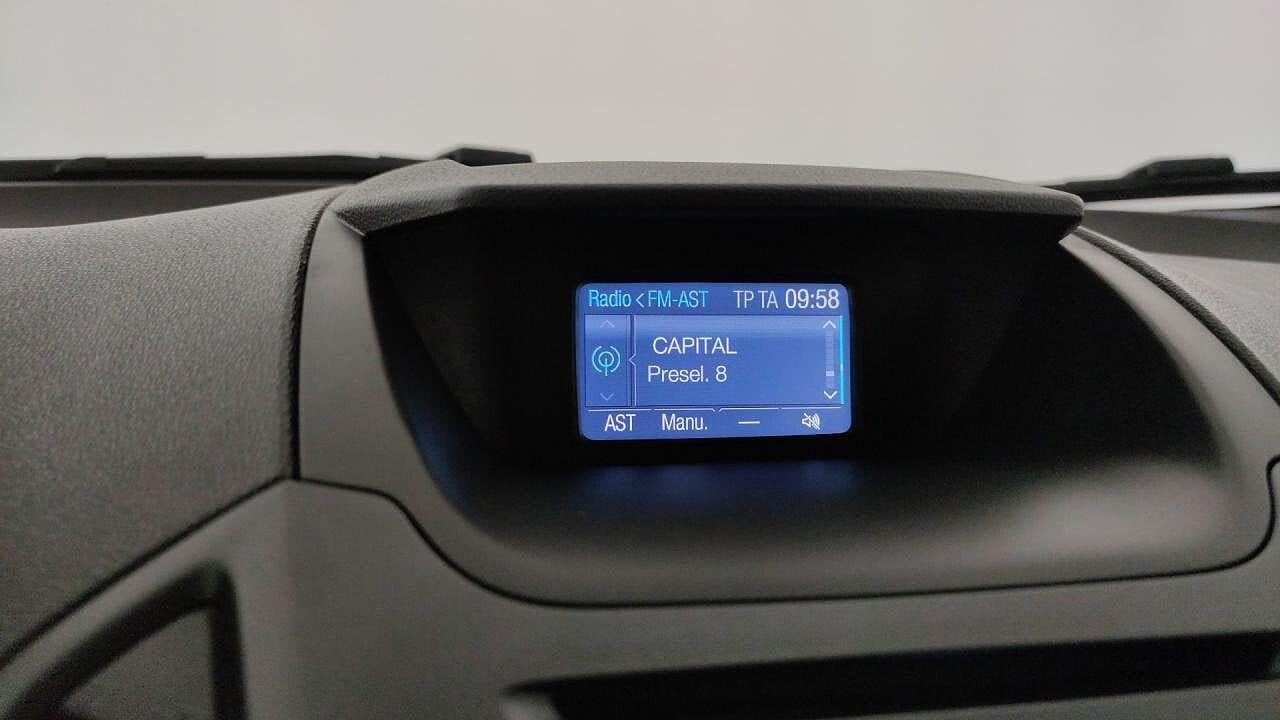 Radio < FM-AST TP TA 09:58
CAPITAL
Presel. 8
AST Manu. —